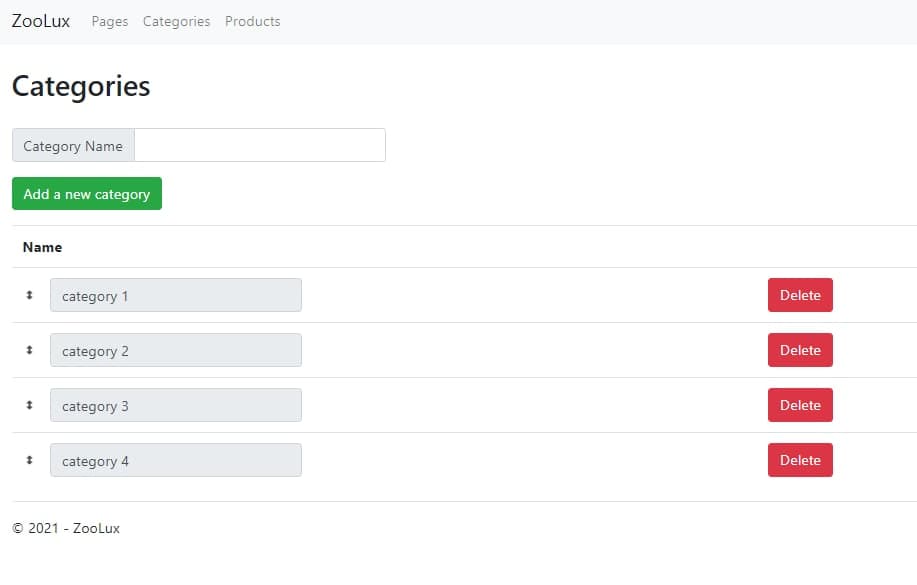 ZooLux Pages Categories Products
Categories
Category Name
Add a new category
Name
category 1 Delete
category 2 Delete
category 3 Delete
category 4 Delete
© 2021 - ZooLux